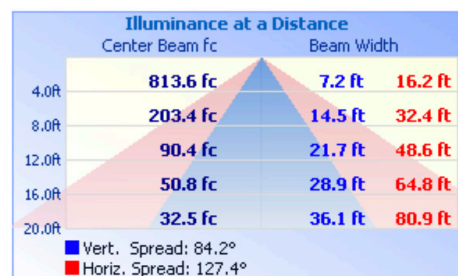 Illuminance at a Distance
Center Beam fc Beam Width
4.0ft 813.6 fc 7.2 ft 16.2 ft
8.0ft 203.4 fc 14.5 ft 32.4 ft
12.0ft 90.4 fc 21.7 ft 48.6 ft
16.0ft 50.8 fc 28.9 ft 64.8 ft
20.0ft 32.5 fc 36.1 ft 80.9 ft
Vert. Spread: 84.2°
Horiz. Spread: 127.4°